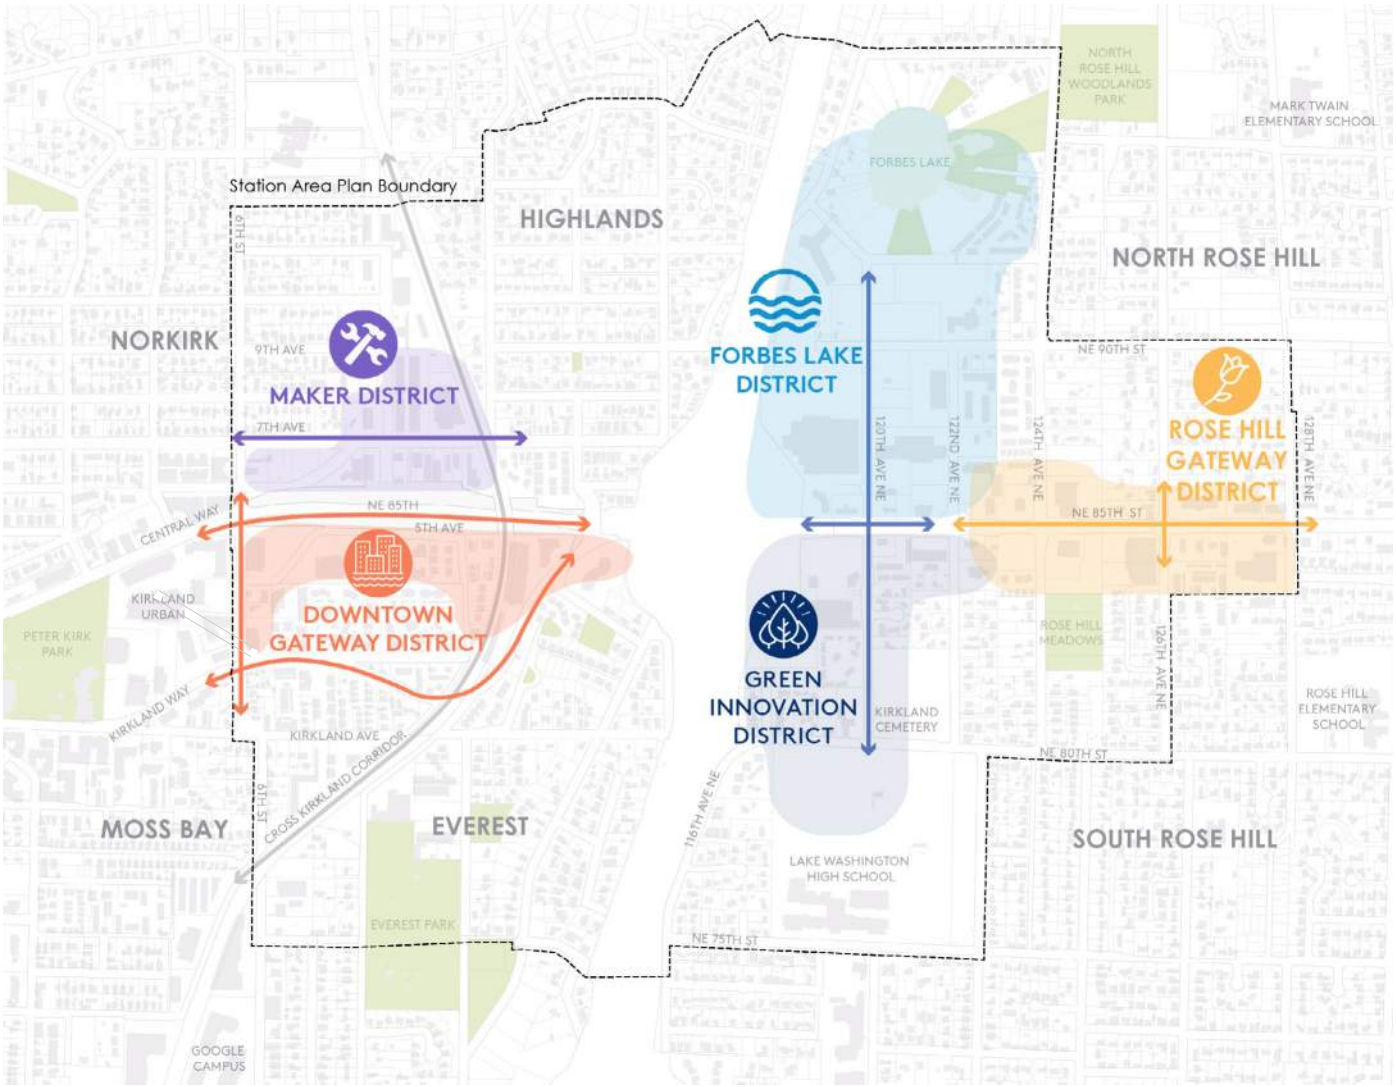 NORTH
ROSE HILL
WOODLANDS
PARK
MARK TWAIN
ELEMENTARY SCHOOL
FORBES LAKE
Station Area Plan Boundary
6TH ST
HIGHLANDS
NORTH ROSE HILL
NORKIRK
9TH AVE
MAKER DISTRICT
7TH AVE
FORBES LAKE
DISTRICT
NE 90TH ST
ROSE HILL
GATEWAY
DISTRICT
120TH AVE NE
122ND AVE NE
124TH AVE NE
128TH AVE NE
NE 85TH
5TH AVE
CENTRAL WAY
NE 85TH ST
KIRKLAND
URBAN
PETER KIRK
PARK
DOWNTOWN
GATEWAY DISTRICT
ROSE HILL
MEADOWS
126TH AVE NE
GREEN
INNOVATION
DISTRICT
KIRKLAND
CEMETERY
ROSE HILL
ELEMENTARY
SCHOOL
KIRKLAND WAY
KIRKLAND AVE
NE 80TH ST
CROSS KIRKLAND CORRIDOR
6TH ST
116TH AVE NE
MOSS BAY
EVEREST
SOUTH ROSE HILL
LAKE WASHINGTON
HIGH SCHOOL
EVEREST PARK
NE 75TH ST
GOOGLE
CAMPUS